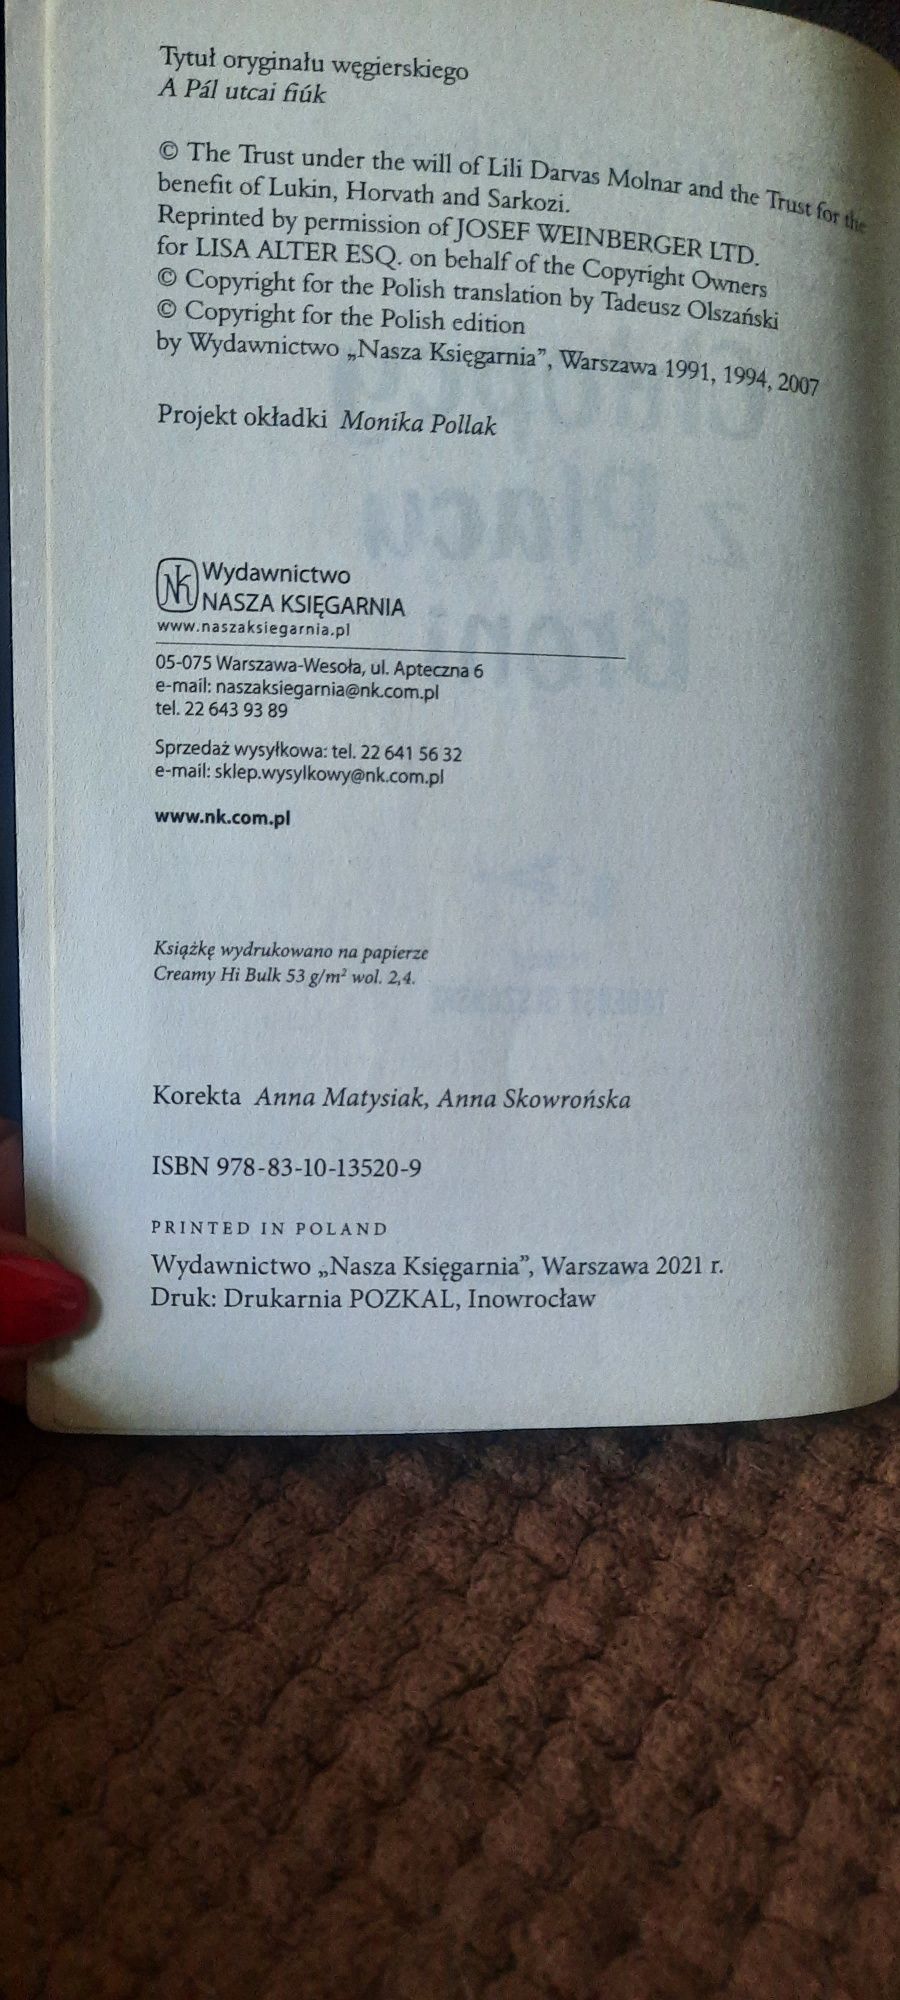 Tytuł oryginału węgierskiego
A Pál utcai fiúk
© The Trust under the will of Lili Darvas Molnar and the Trust for the
benefit of Lukin, Horvath and Sarkozi.
Reprinted by permission of JOSEF WEINBERGER LTD.
for LISA ALTER ESQ. on behalf of the Copyright Owners
© Copyright for the Polish translation by Tadeusz Olszański
© Copyright for the Polish edition
by Wydawnictwo „Nasza Księgarnia”, Warszawa 1991, 1994, 2007
Projekt okładki Monika Pollak
Nk Wydawnictwo
NASZA KSIĘGARNIA
www.naszaksiegarnia.pl
05-075 Warszawa-Wesoła, ul. Apteczna 6
e-mail: naszaksiegarnia@nk.com.pl
tel. 22 643 93 89
Sprzedaż wysyłkowa: tel. 22 641 56 32
e-mail: sklep.wysylkowy@nk.com.pl
www.nk.com.pl
Książkę wydrukowano na papierze
Creamy Hi Bulk 53 g/m² wol. 2,4.
Korekta Anna Matysiak, Anna Skowrońska
ISBN 978-83-10-13520-9
PRINTED IN POLAND
Wydawnictwo „Nasza Księgarnia”, Warszawa 2021 r.
Druk: Drukarnia POZKAL, Inowrocław